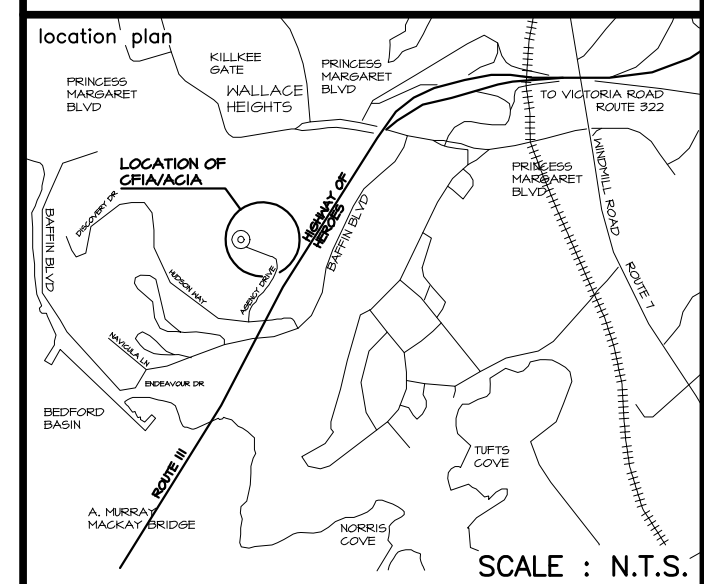 location plan
KILLKEE
GATE
PRINCESS
MARGARET
BLVD
PRINCESS
MARGARET
BLVD
WALLACE
HEIGHTS
TO VICTORIA ROAD
ROUTE 322
LOCATION OF
CFIA/ACIA
PRINCESS
MARGARET
BLVD
WINDMILL ROAD
ROUTE 7
HIGHWAY OF
HEROES
BAFFIN BLVD
BAFFIN BLVD
DISCOVERY DR
HUDSON WAY
AGENCY DRIVE
NAVICULA LN
ENDEAVOUR DR
BEDFORD
BASIN
ROUTE 111
TUFTS
COVE
A. MURRAY
MACKAY BRIDGE
NORRIS
COVE
SCALE : N.T.S.